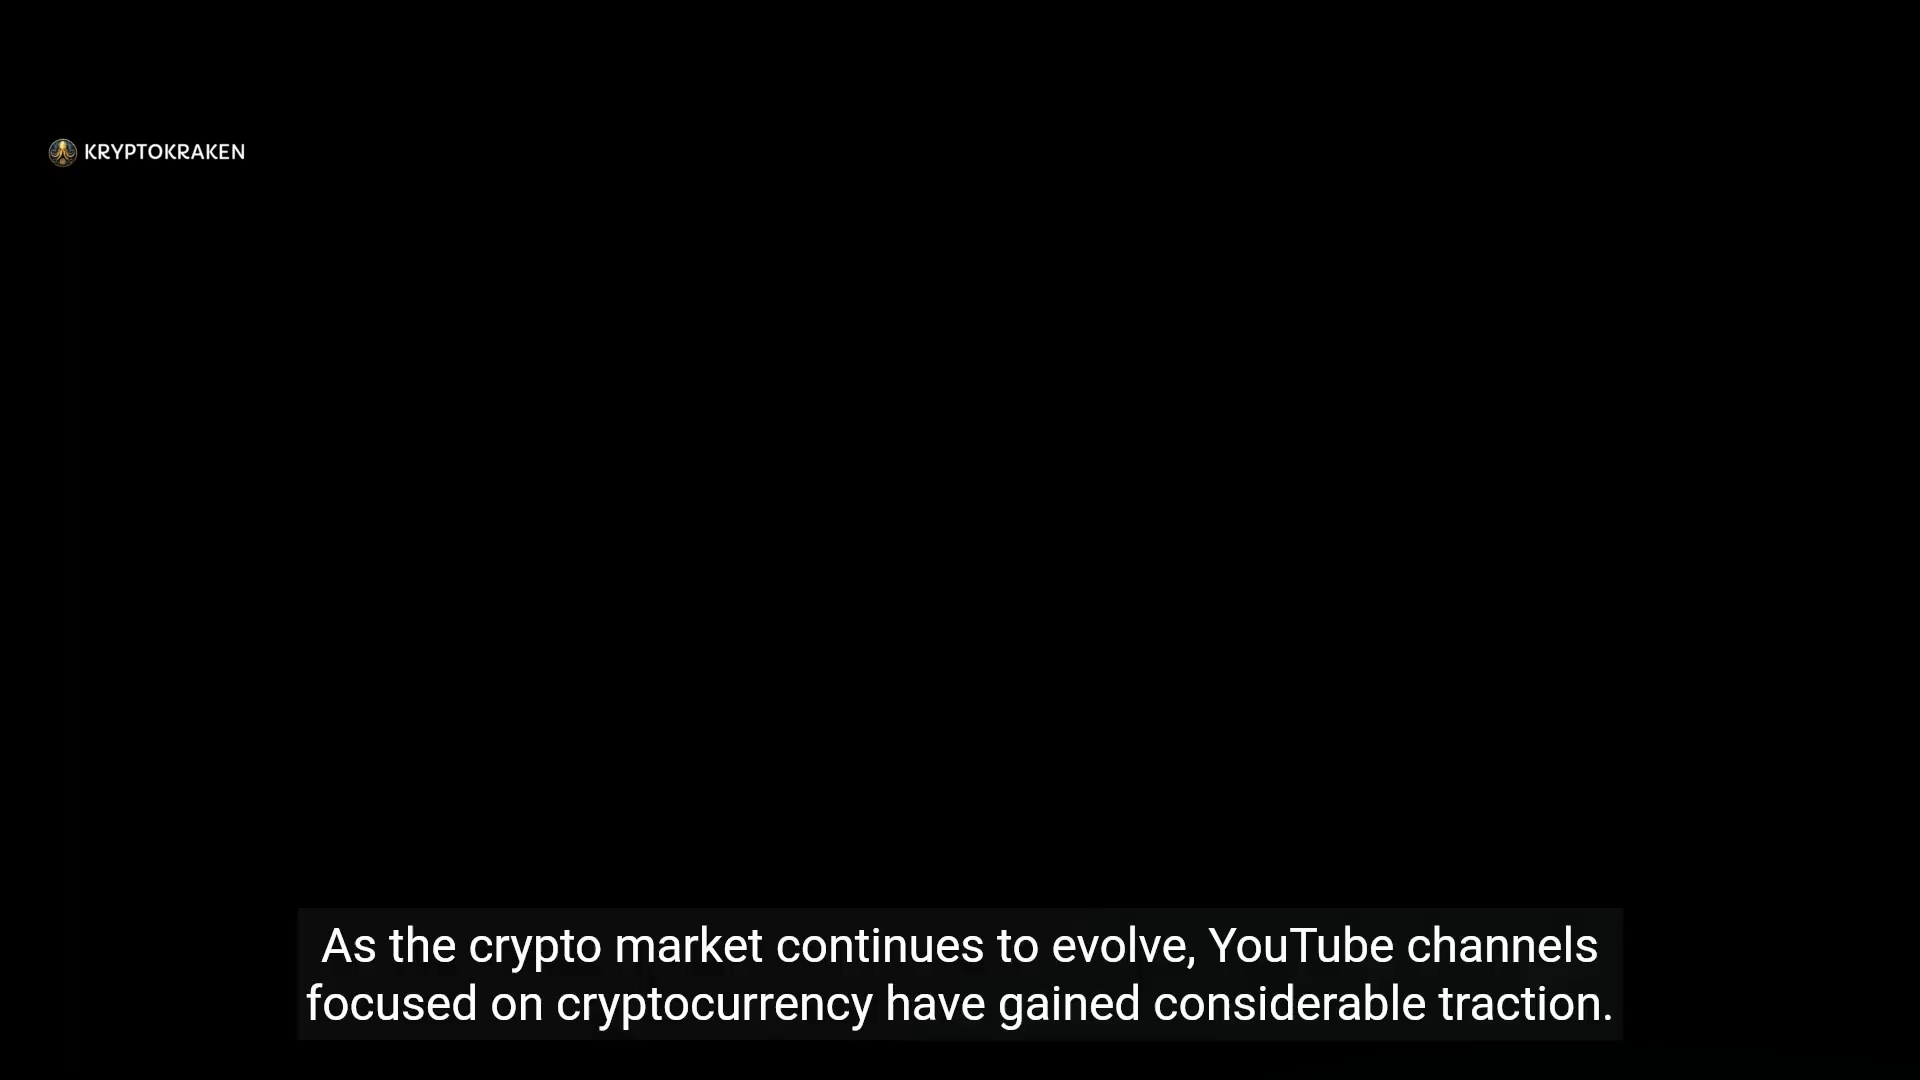 KRYPTOKRAKEN
As the crypto market continues to evolve, YouTube channels
focused on cryptocurrency have gained considerable traction.